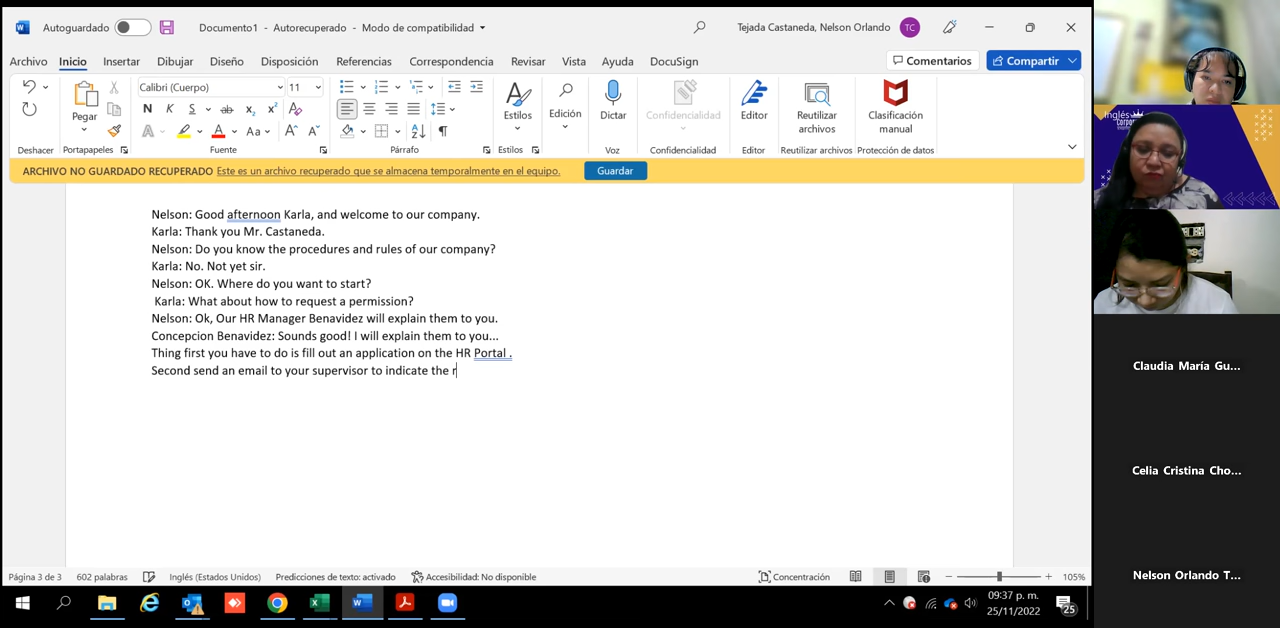 Autoguardado
Documento1 - Autorecuperado - Modo de compatibilidad
Tejada Castaneda, Nelson Orlando
TC
Archivo Inicio Insertar Dibujar Diseño Disposición Referencias Correspondencia Revisar Vista Ayuda DocuSign
Comentarios
Compartir
Pegar
Calibri (Cuerpo) 11
N K S ab x₂ x²
A A Aa A A
Estilos
Edición
Dictar
Confidencialidad
Editor
Reutilizar archivos
Clasificación manual
Deshacer Portapapeles Fuente Párrafo Estilos Voz Confidencialidad Editor Reutilizar archivos Protección de datos
ARCHIVO NO GUARDADO RECUPERADO Este es un archivo recuperado que se almacena temporalmente en el equipo. Guardar
Nelson: Good afternoon Karla, and welcome to our company.
Karla: Thank you Mr. Castaneda.
Nelson: Do you know the procedures and rules of our company?
Karla: No. Not yet sir.
Nelson: OK. Where do you want to start?
Karla: What about how to request a permission?
Nelson: Ok, Our HR Manager Benavidez will explain them to you.
Concepcion Benavidez: Sounds good! I will explain them to you...
Thing first you have to do is fill out an application on the HR Portal .
Second send an email to your supervisor to indicate the r
Página 3 de 3 602 palabras Inglés (Estados Unidos) Predicciones de texto: activado Accesibilidad: No disponible Concentración 105%
09:37 p. m.
25/11/2022
25
Inglés
Claudia María Gu...
Celia Cristina Cho...
Nelson Orlando T...